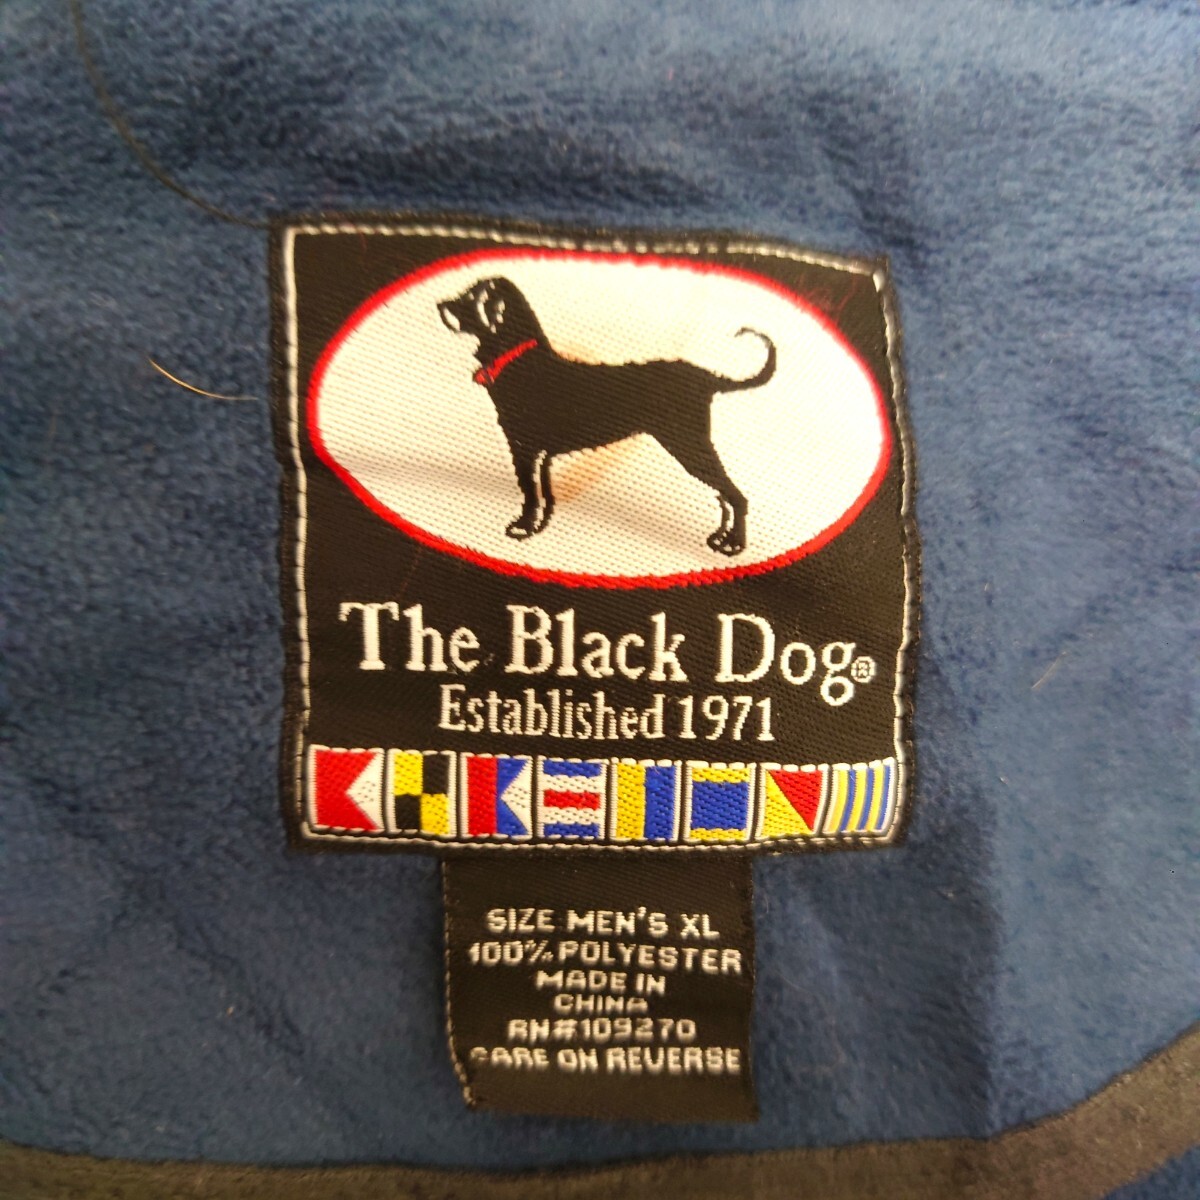 The Black Dog®
Established 1971
SIZE MEN'S XL
100% POLYESTER
MADE IN
CHINA
RN#109270
CARE ON REVERSE